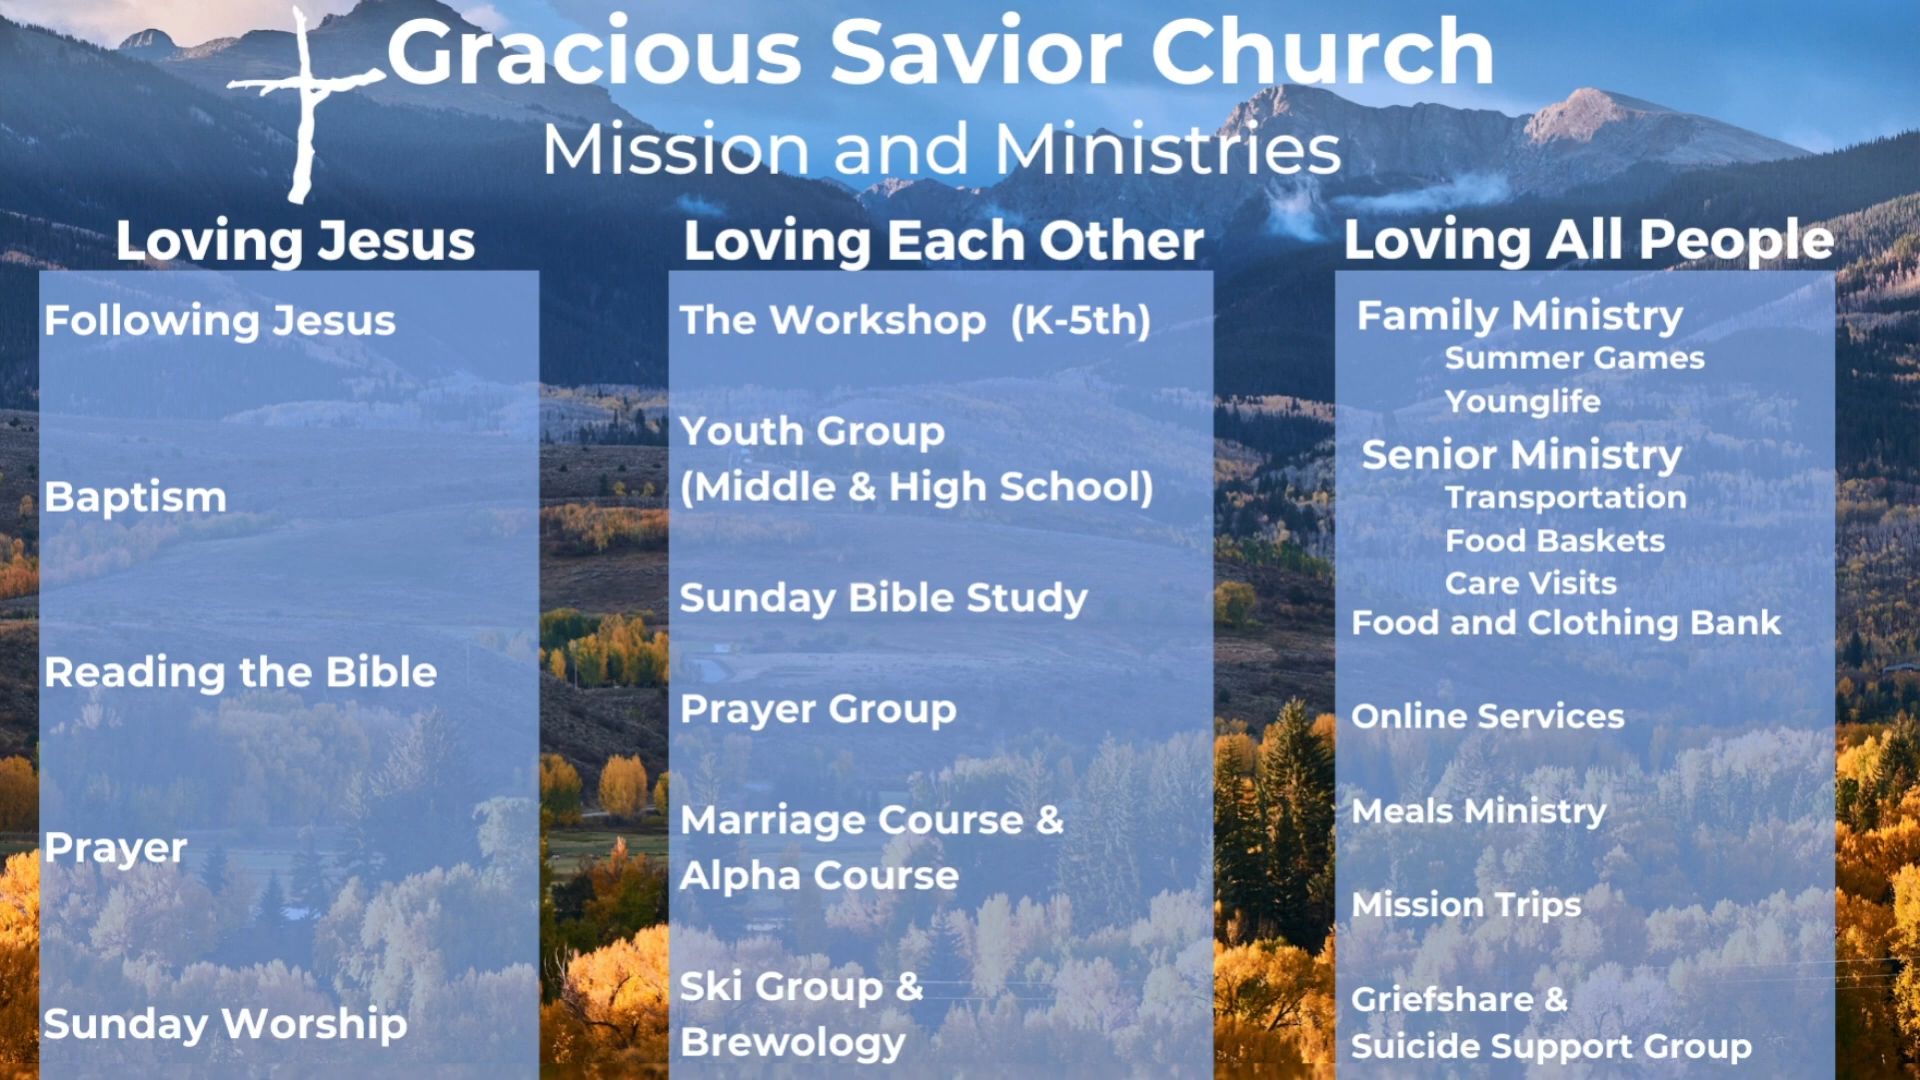 Gracious Savior Church
Mission and Ministries
Loving Jesus
Following Jesus
Baptism
Reading the Bible
Prayer
Sunday Worship
Loving Each Other
The Workshop (K-5th)
Youth Group
(Middle & High School)
Sunday Bible Study
Prayer Group
Marriage Course &
Alpha Course
Ski Group &
Brewology
Loving All People
Family Ministry
Summer Games
Younglife
Senior Ministry
Transportation
Food Baskets
Care Visits
Food and Clothing Bank
Online Services
Meals Ministry
Mission Trips
Griefshare &
Suicide Support Group